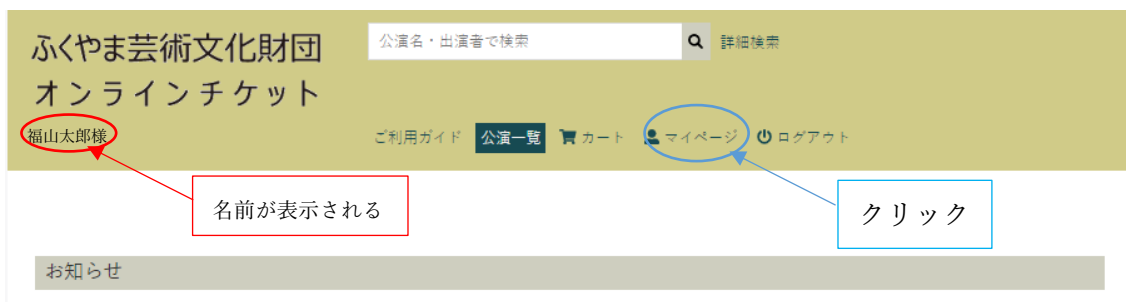 ふくやま芸術文化財団
オンラインチケット
公演名・出演者で検索
詳細検索
福山太郎様
ご利用ガイド 公演一覧 カート マイページ ログアウト
名前が表示される
クリック
お知らせ